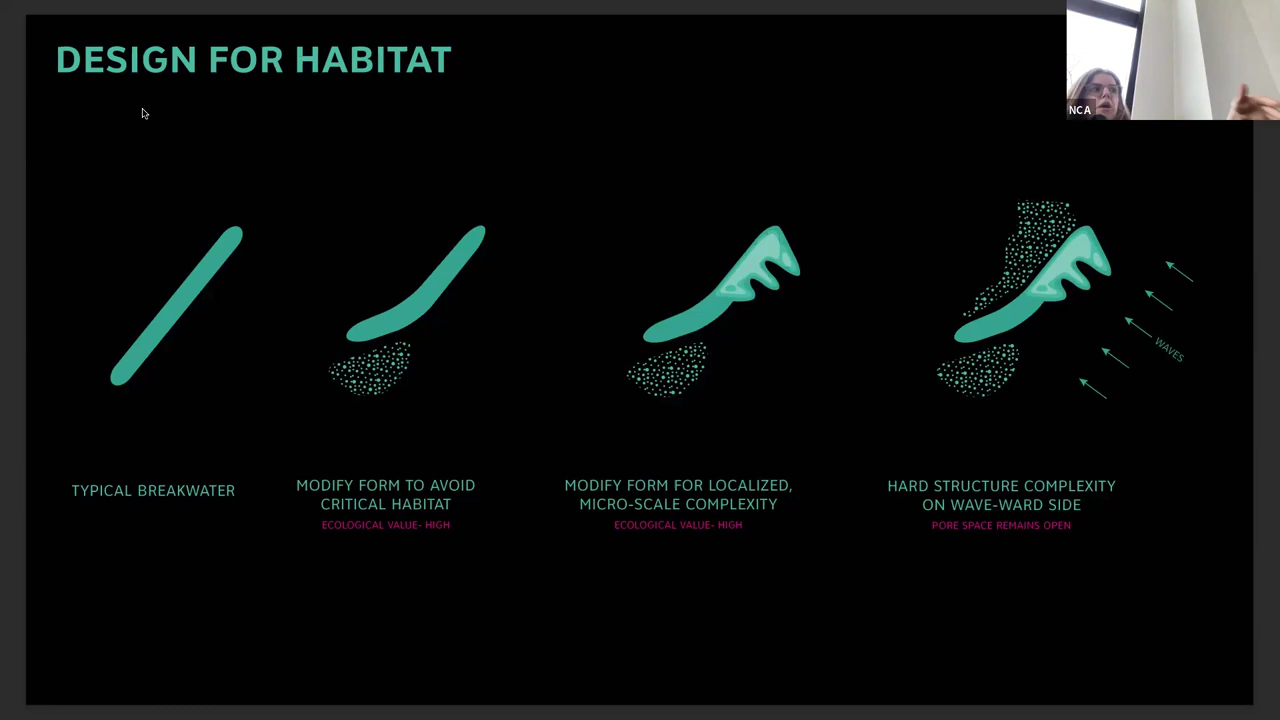 DESIGN FOR HABITAT
NCA
WAVES
TYPICAL BREAKWATER
MODIFY FORM TO AVOID
CRITICAL HABITAT
ECOLOGICAL VALUE- HIGH
MODIFY FORM FOR LOCALIZED,
MICRO-SCALE COMPLEXITY
ECOLOGICAL VALUE- HIGH
HARD STRUCTURE COMPLEXITY
ON WAVE-WARD SIDE
PORE SPACE REMAINS OPEN